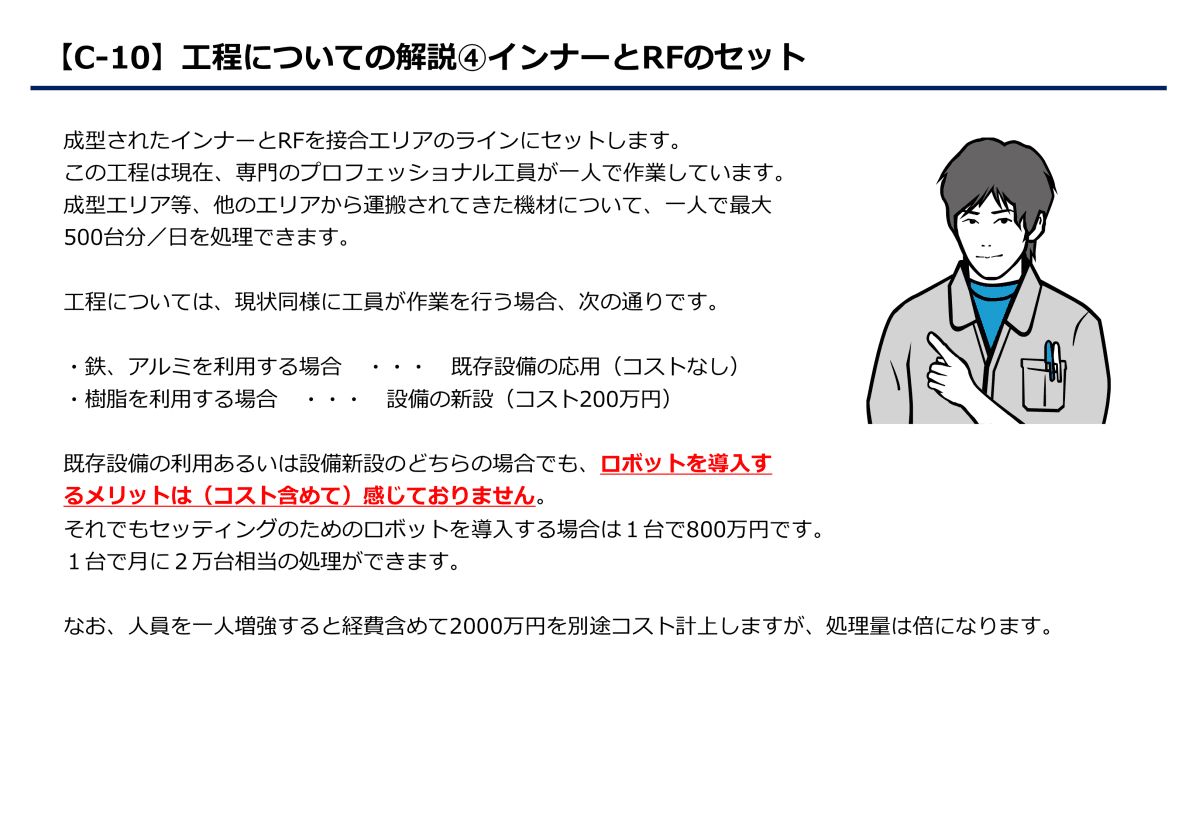 【C-10】工程についての解説④インナーとRFのセット
成型されたインナーとRFを接合エリアのラインにセットします。
この工程は現在、専門のプロフェッショナル工員が一人で作業しています。
成型エリア等、他のエリアから運搬されてきた機材について、一人で最大
500台分／日を処理できます。
工程については、現状同様に工員が作業を行う場合、次の通りです。
・鉄、アルミを利用する場合　・・・　既存設備の応用（コストなし）
・樹脂を利用する場合　・・・　設備の新設（コスト200万円）
既存設備の利用あるいは設備新設のどちらの場合でも、ロボットを導入す
るメリットは（コスト含めて）感じておりません。
それでもセッティングのためのロボットを導入する場合は１台で800万円です。
１台で月に２万台相当の処理ができます。
なお、人員を一人増強すると経費含めて2000万円を別途コスト計上しますが、処理量は倍になります。